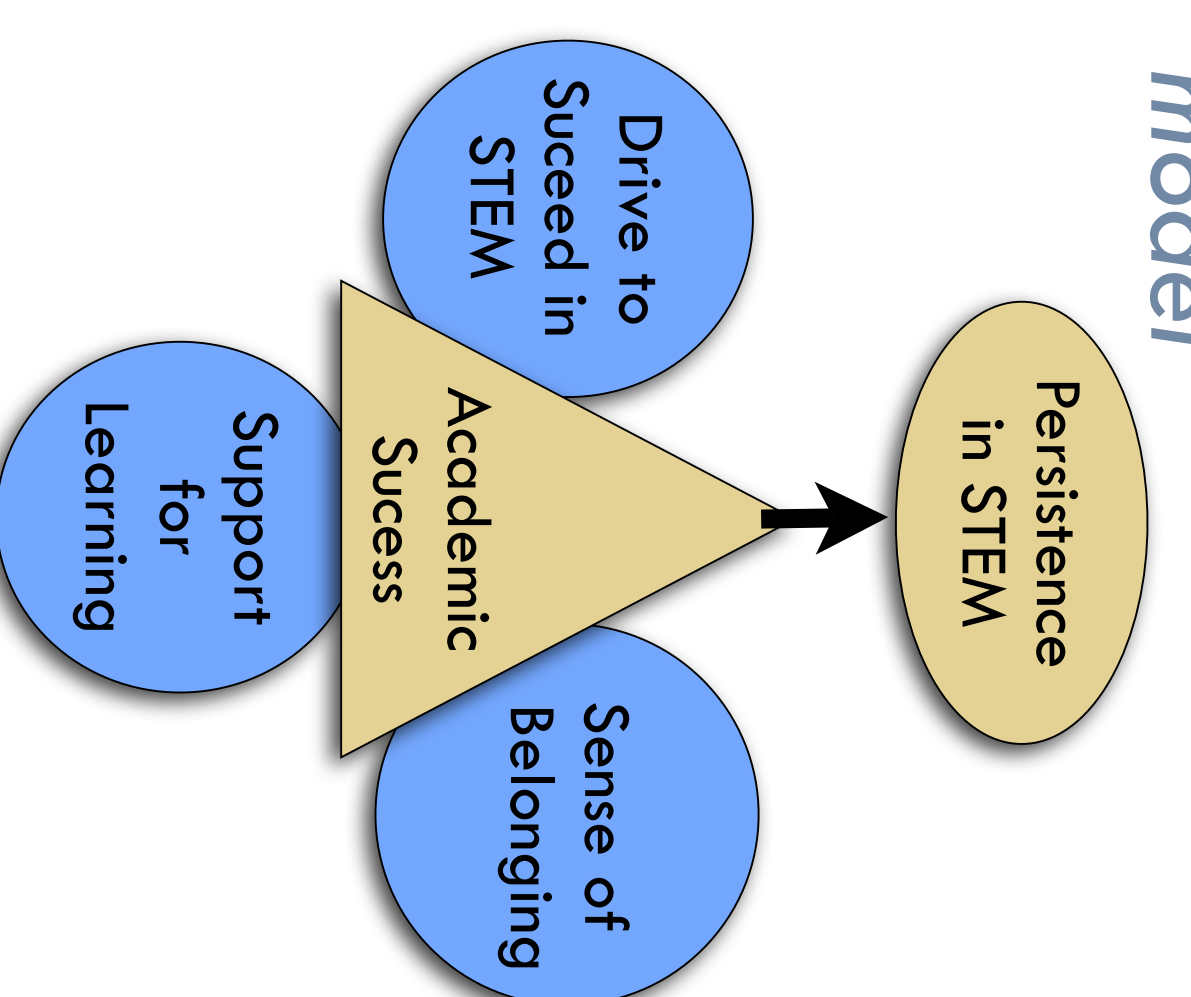 model
Persistence
in STEM
Drive to
Suceed in
STEM
Academic
Sucess
Sense of
Belonging
Support
for
Learning